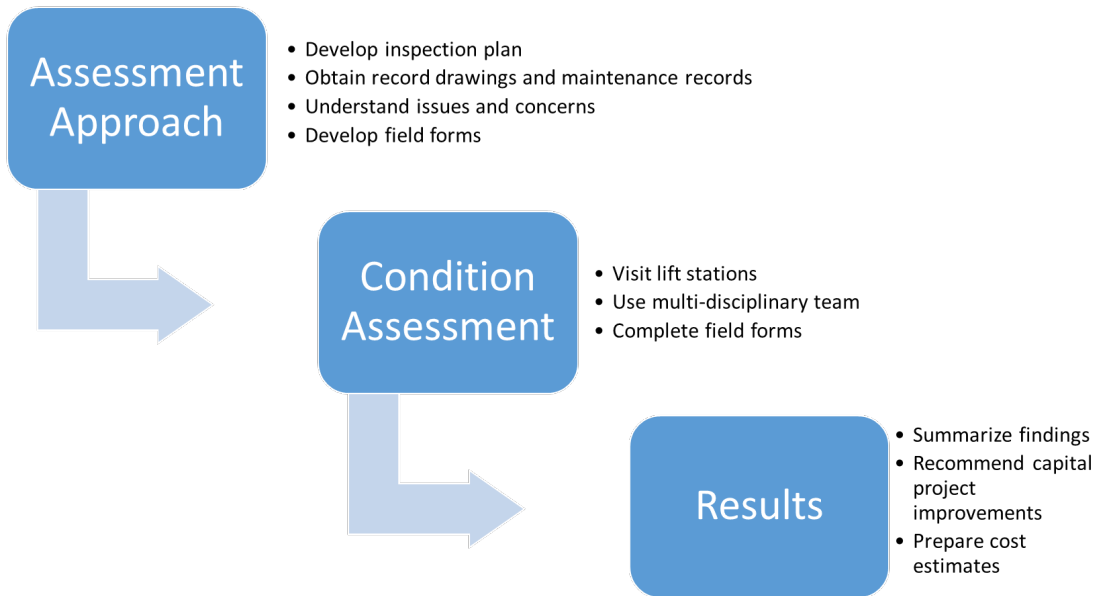 Assessment
Approach
• Develop inspection plan
• Obtain record drawings and maintenance records
• Understand issues and concerns
• Develop field forms
Condition
Assessment
• Visit lift stations
• Use multi-disciplinary team
• Complete field forms
Results
• Summarize findings
• Recommend capital
project
improvements
• Prepare cost
estimates